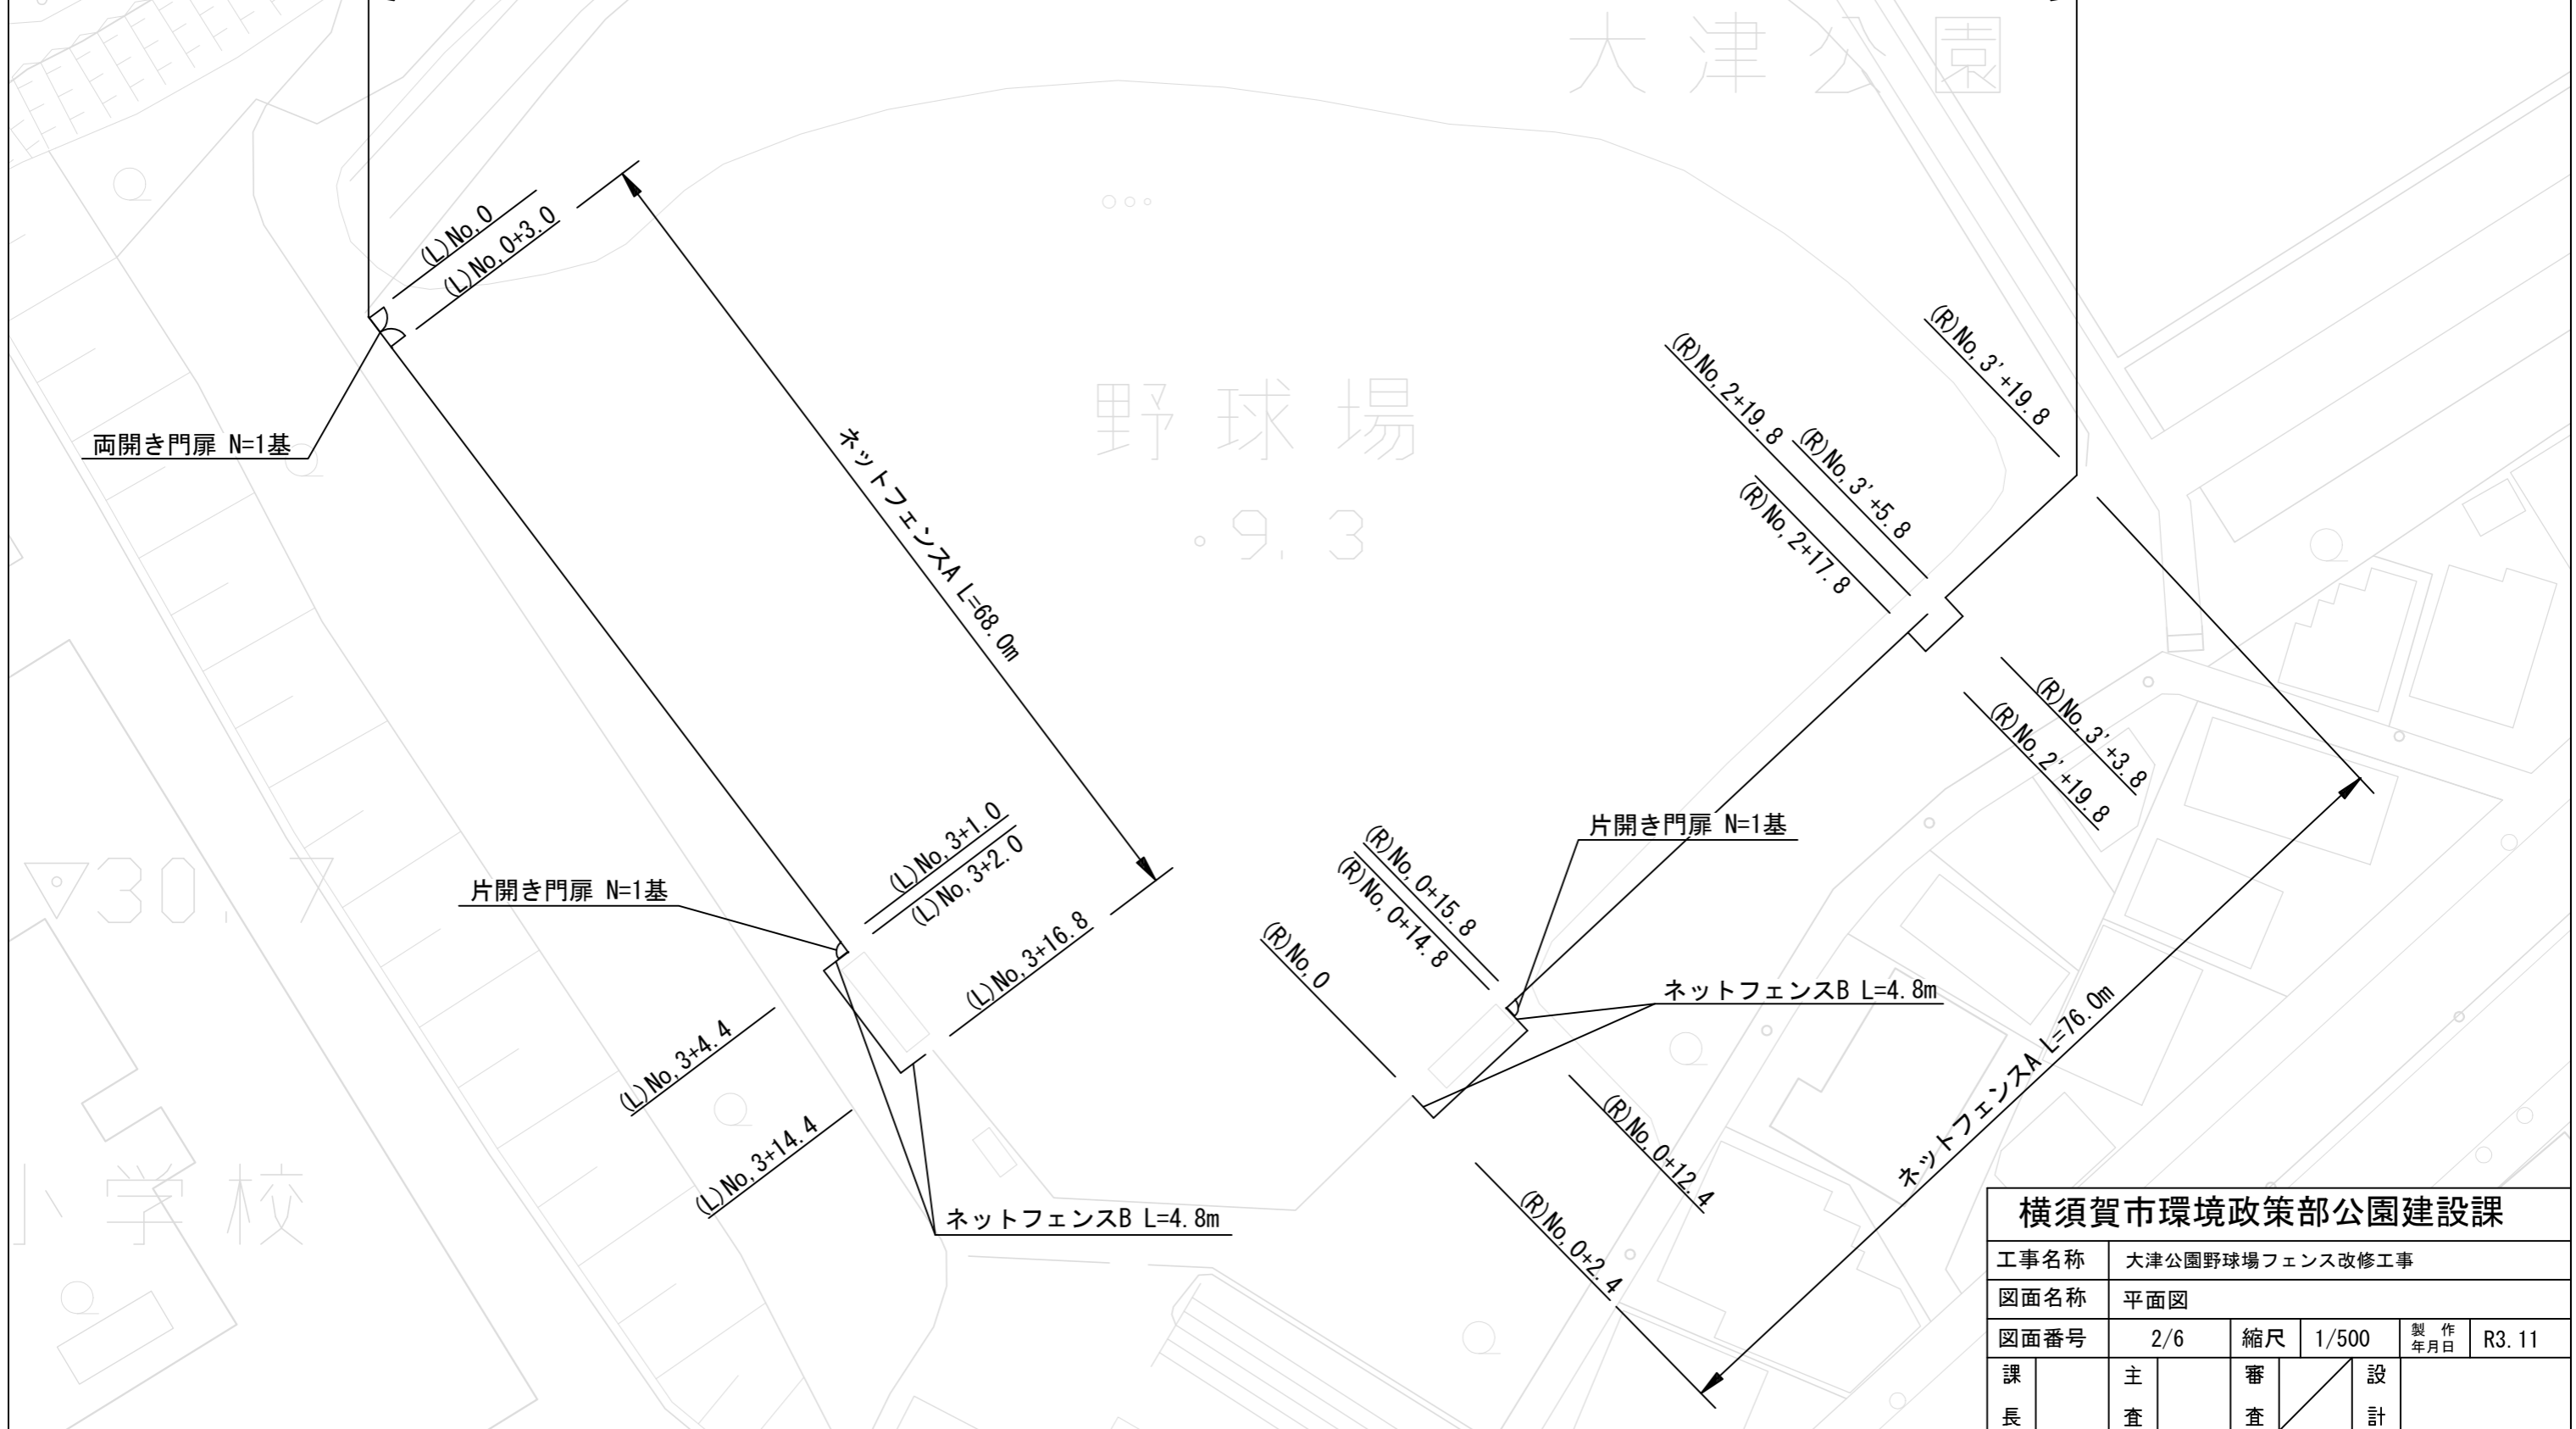 大津公園
(L)No,0
(L)No,0+3.0
両開き門扉 N=1基
ネットフェンスA L=68.0m
野球場
9.3
(R)No,3'+19.8
(R)No,2+19.8
(R)No,3'+5.8
(R)No,2+17.8
(R)No,3'+3.8
(R)No,2'+19.8
片開き門扉 N=1基
(L)No,3+1.0
(L)No,3+2.0
(L)No,3+16.8
片開き門扉 N=1基
30.7
(R)No,0+15.8
(R)No,0+14.8
(R)No,0
ネットフェンスB L=4.8m
(L)No,3+4.4
(L)No,3+14.4
ネットフェンスB L=4.8m
(R)No,0+12.4
(R)No,0+2.4
ネットフェンスA L=76.0m
小学校
横須賀市環境政策部公園建設課
工事名称 大津公園野球場フェンス改修工事
図面名称 平面図
図面番号 2/6 縮尺 1/500 製作年月日 R3.11
課長 主査 審査 設計